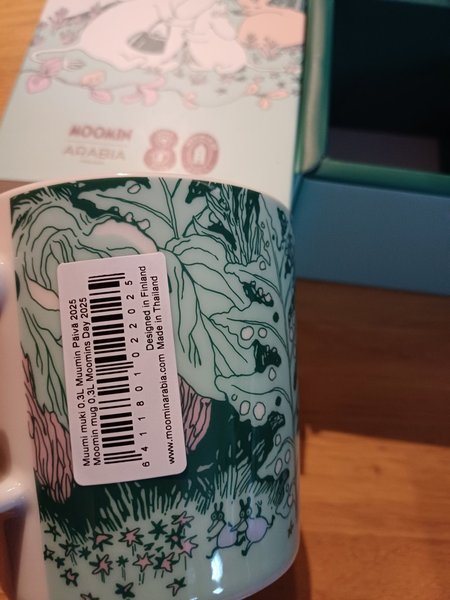 MOOMIN
ARABIA
80
Muumi muki 0.3L Muumin Päivä 2025
Moomin mug 0.3L Moomins Day 2025
6 411801 022025
Designed in Finland
Made in Thailand
www.moominarabia.com